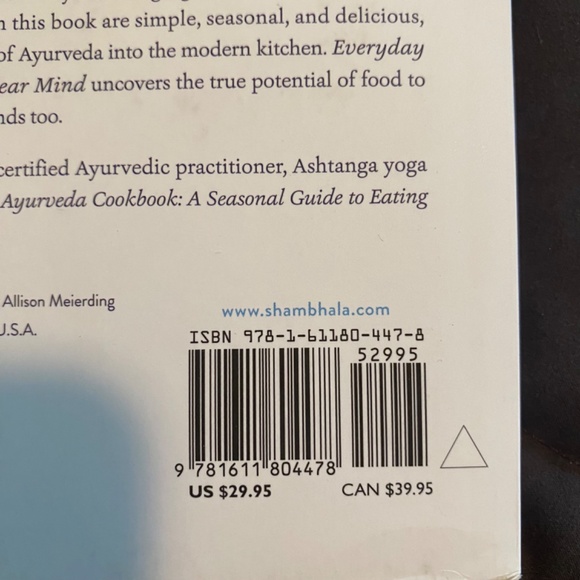 this book are simple, seasonal, and delicious,
of Ayurveda into the modern kitchen. Everyday
ear Mind uncovers the true potential of food to
nds too.
certified Ayurvedic practitioner, Ashtanga yoga
Ayurveda Cookbook: A Seasonal Guide to Eating
Allison Meierding
U.S.A.
www.shambhala.com
ISBN 978-1-61180-447-8
52995
9 781611 804478
US $29.95 CAN $39.95